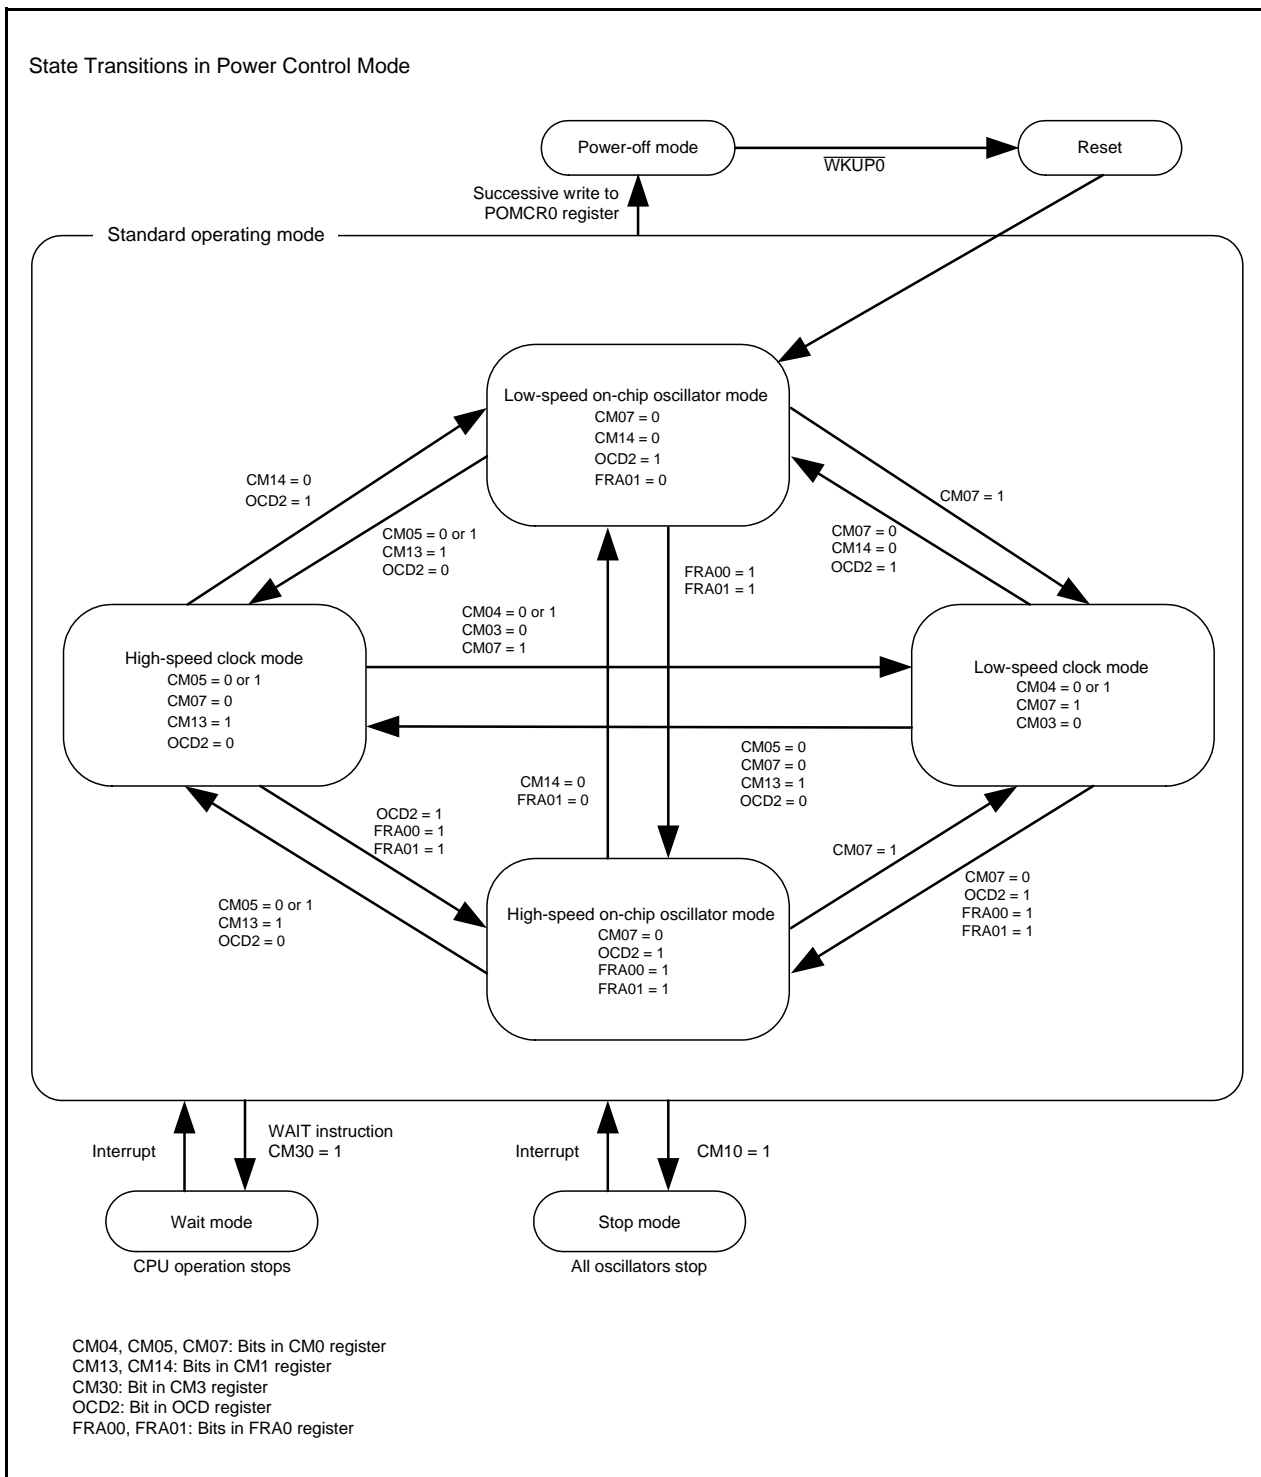 State Transitions in Power Control Mode
Power-off mode
WKUP0
Reset
Successive write to
POMCR0 register
Standard operating mode
Low-speed on-chip oscillator mode
CM07 = 0
CM14 = 0
OCD2 = 1
FRA01 = 0
CM14 = 0
OCD2 = 1
CM05 = 0 or 1
CM13 = 1
OCD2 = 0
CM07 = 1
CM07 = 0
CM14 = 0
OCD2 = 1
FRA00 = 1
FRA01 = 1
CM04 = 0 or 1
CM03 = 0
CM07 = 1
High-speed clock mode
CM05 = 0 or 1
CM07 = 0
CM13 = 1
OCD2 = 0
Low-speed clock mode
CM04 = 0 or 1
CM07 = 1
CM03 = 0
CM05 = 0
CM07 = 0
CM13 = 1
OCD2 = 0
CM14 = 0
FRA01 = 0
OCD2 = 1
FRA00 = 1
FRA01 = 1
CM07 = 1
CM05 = 0 or 1
CM13 = 1
OCD2 = 0
CM07 = 0
OCD2 = 1
FRA00 = 1
FRA01 = 1
High-speed on-chip oscillator mode
CM07 = 0
OCD2 = 1
FRA00 = 1
FRA01 = 1
Interrupt
WAIT instruction
CM30 = 1
Interrupt
CM10 = 1
Wait mode
CPU operation stops
Stop mode
All oscillators stop
CM04, CM05, CM07: Bits in CM0 register
CM13, CM14: Bits in CM1 register
CM30: Bit in CM3 register
OCD2: Bit in OCD register
FRA00, FRA01: Bits in FRA0 register